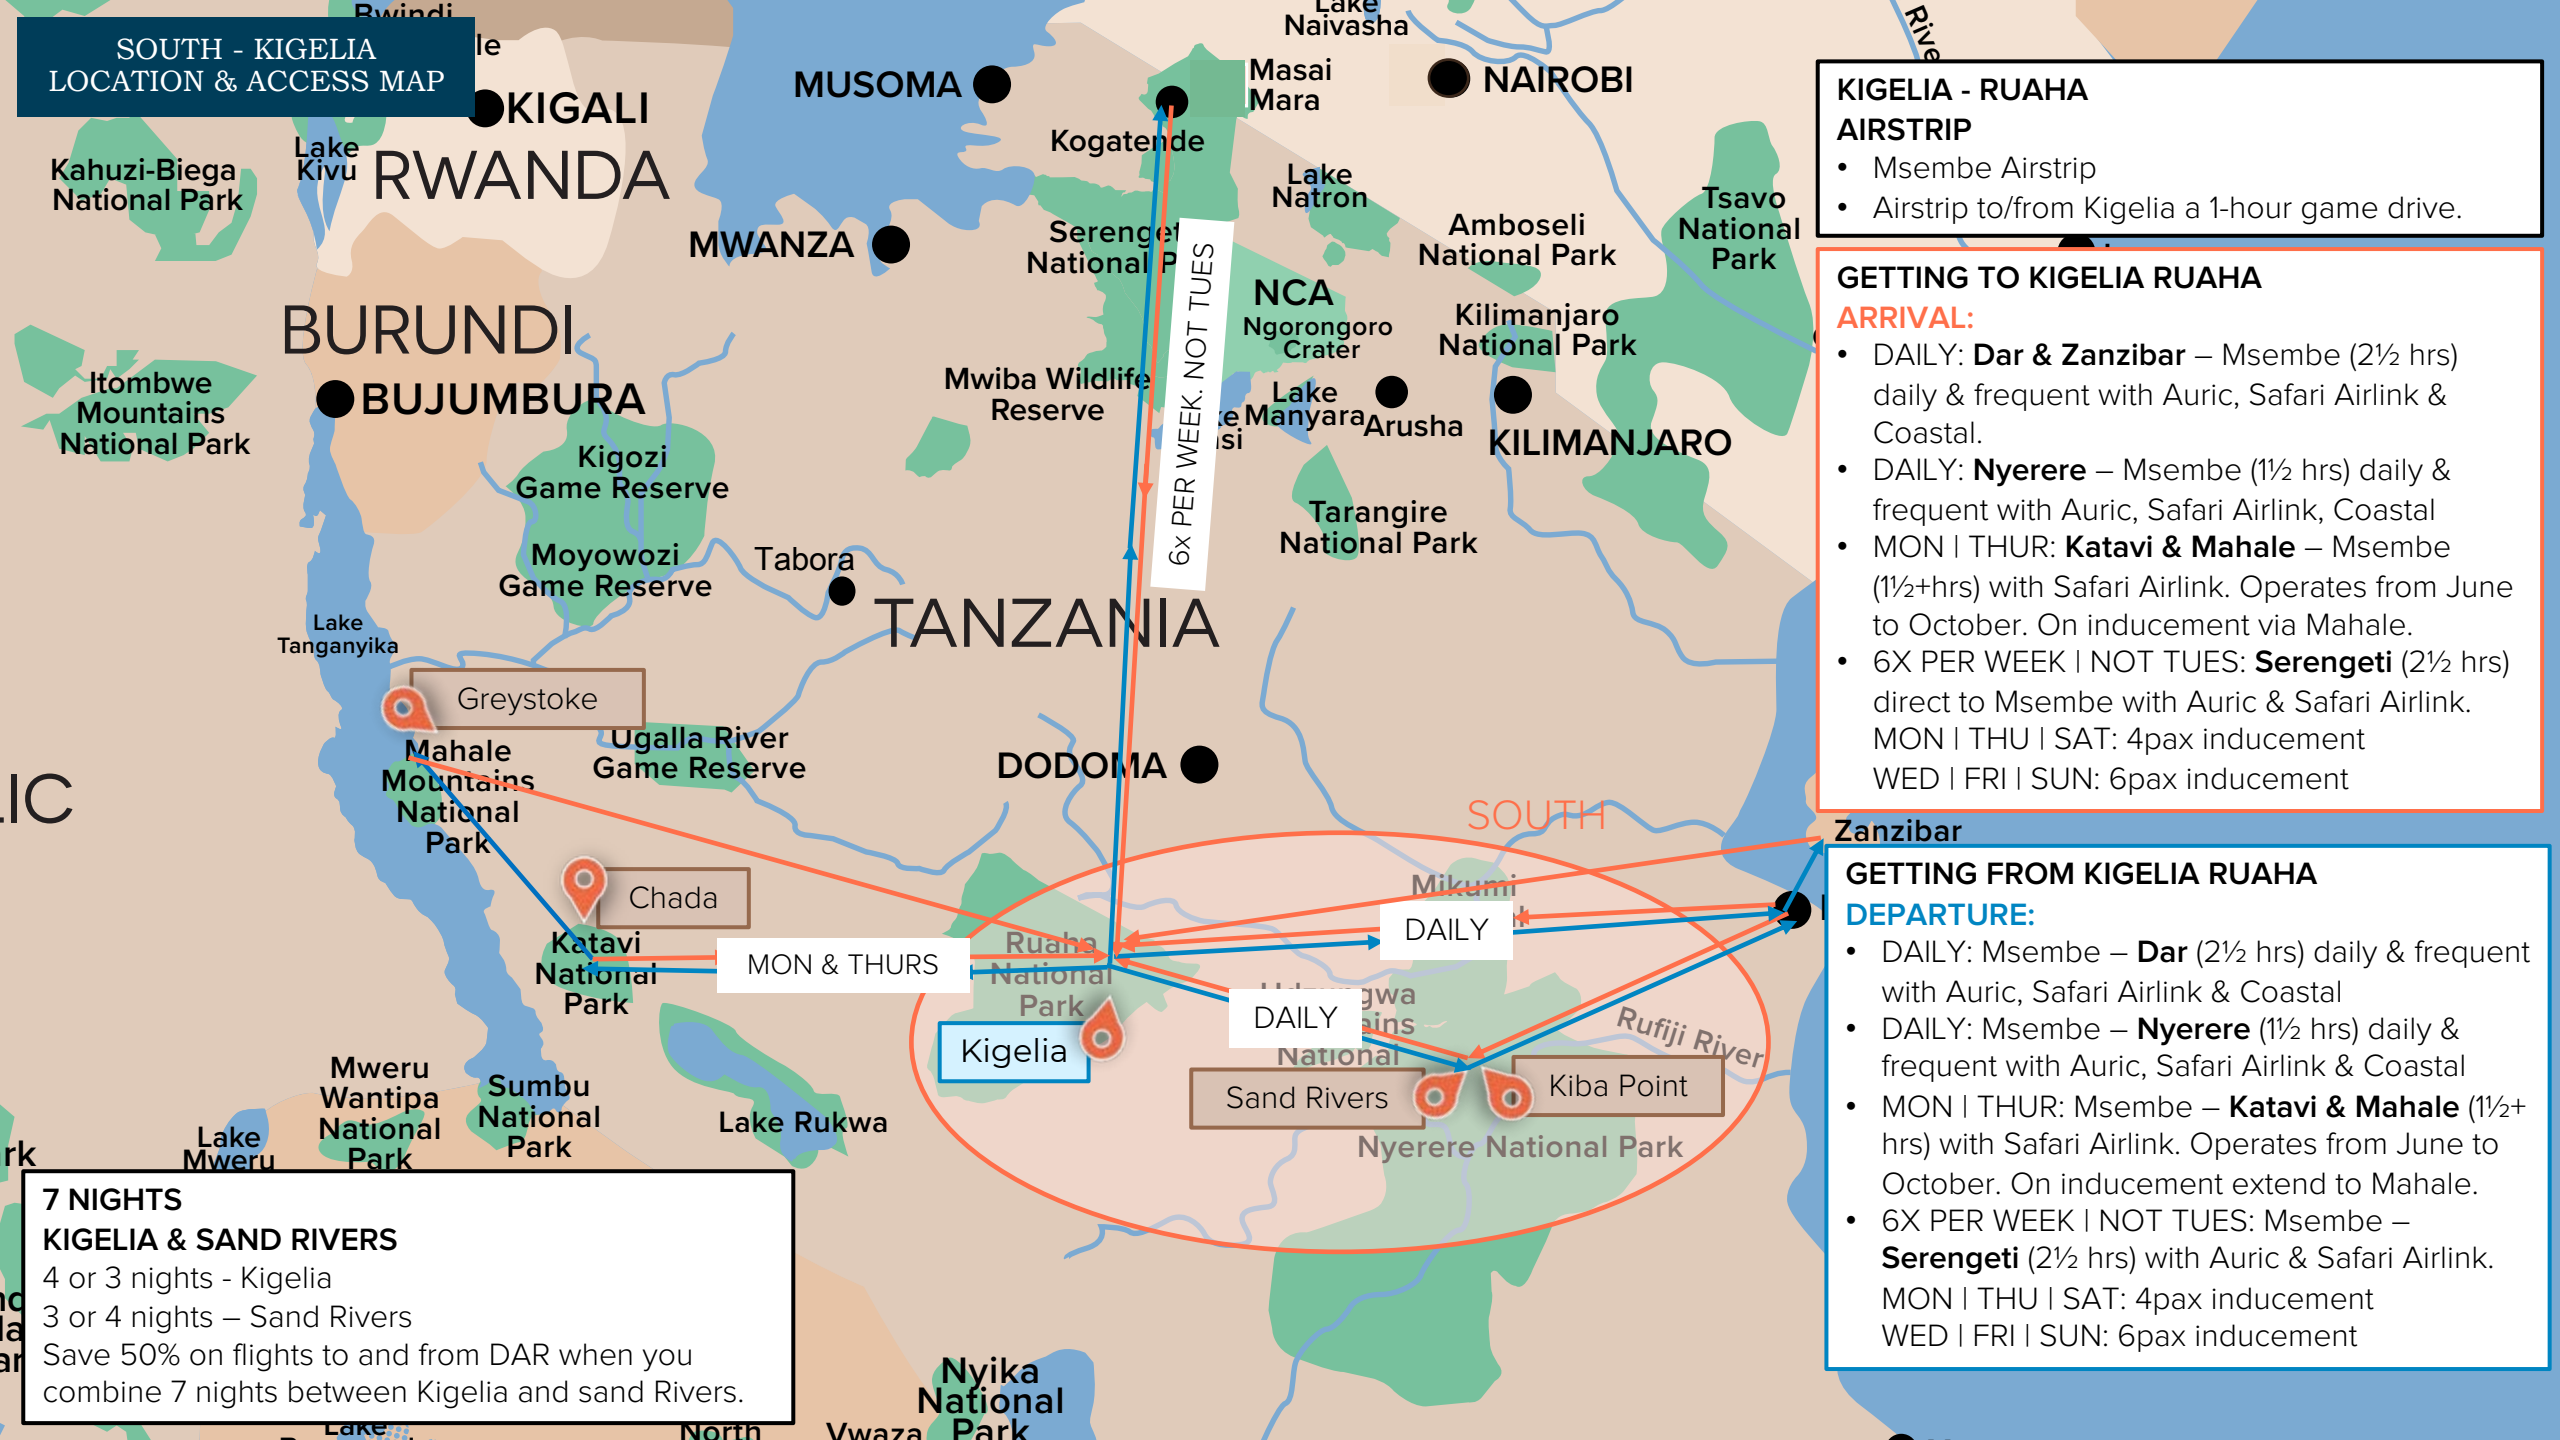 SOUTH - KIGELIA
LOCATION & ACCESS MAP
Bwindi
KIGALI
RWANDA
Lake
Kivu
Kahuzi-Biega
National Park
BURUNDI
BUJUMBURA
Itombwe
Mountains
National Park
MUSOMA
MWANZA
Lake
Naivasha
Masai
Mara
NAIROBI
Kogatende
Lake
Natron
Amboseli
National Park
Tsavo
National
Park
NCA
Ngorongoro
Crater
Kilimanjaro
National Park
Mwiba Wildlife
Reserve
Lake
Manyara
Arusha
KILIMANJARO
6x PER WEEK. NOT TUES
Tarangire
National Park
Kigozi
Game Reserve
Moyowozi
Game Reserve
Tabora
TANZANIA
Lake
Tanganyika
Greystoke
Mahale
Mountains
National
Park
Ugalla River
Game Reserve
DODOMA
SOUTH
Zanzibar
Chada
Katavi
National
Park
MON & THURS
Ruaha
National
Park
Kigelia
Mikumi
DAILY
DAILY
National
Rufiji River
Sand Rivers
Kiba Point
Nyerere National Park
Lake Rukwa
Mweru
Wantipa
National
Park
Sumbu
National
Park
Lake
Mweru
Nyika
National
Park
North
Vwaza
Lake
KIGELIA - RUAHA
AIRSTRIP
• Msembe Airstrip
• Airstrip to/from Kigelia a 1-hour game drive.
GETTING TO KIGELIA RUAHA
ARRIVAL:
• DAILY: Dar & Zanzibar – Msembe (2½ hrs)
daily & frequent with Auric, Safari Airlink &
Coastal.
• DAILY: Nyerere – Msembe (1½ hrs) daily &
frequent with Auric, Safari Airlink, Coastal
• MON | THUR: Katavi & Mahale – Msembe
(1½+hrs) with Safari Airlink. Operates from June
to October. On inducement via Mahale.
• 6X PER WEEK | NOT TUES: Serengeti (2½ hrs)
direct to Msembe with Auric & Safari Airlink.
MON | THU | SAT: 4pax inducement
WED | FRI | SUN: 6pax inducement
GETTING FROM KIGELIA RUAHA
DEPARTURE:
• DAILY: Msembe – Dar (2½ hrs) daily & frequent
with Auric, Safari Airlink & Coastal
• DAILY: Msembe – Nyerere (1½ hrs) daily &
frequent with Auric, Safari Airlink & Coastal
• MON | THUR: Msembe – Katavi & Mahale (1½+
hrs) with Safari Airlink. Operates from June to
October. On inducement extend to Mahale.
• 6X PER WEEK | NOT TUES: Msembe –
Serengeti (2½ hrs) with Auric & Safari Airlink.
MON | THU | SAT: 4pax inducement
WED | FRI | SUN: 6pax inducement
7 NIGHTS
KIGELIA & SAND RIVERS
4 or 3 nights - Kigelia
3 or 4 nights – Sand Rivers
Save 50% on flights to and from DAR when you
combine 7 nights between Kigelia and sand Rivers.